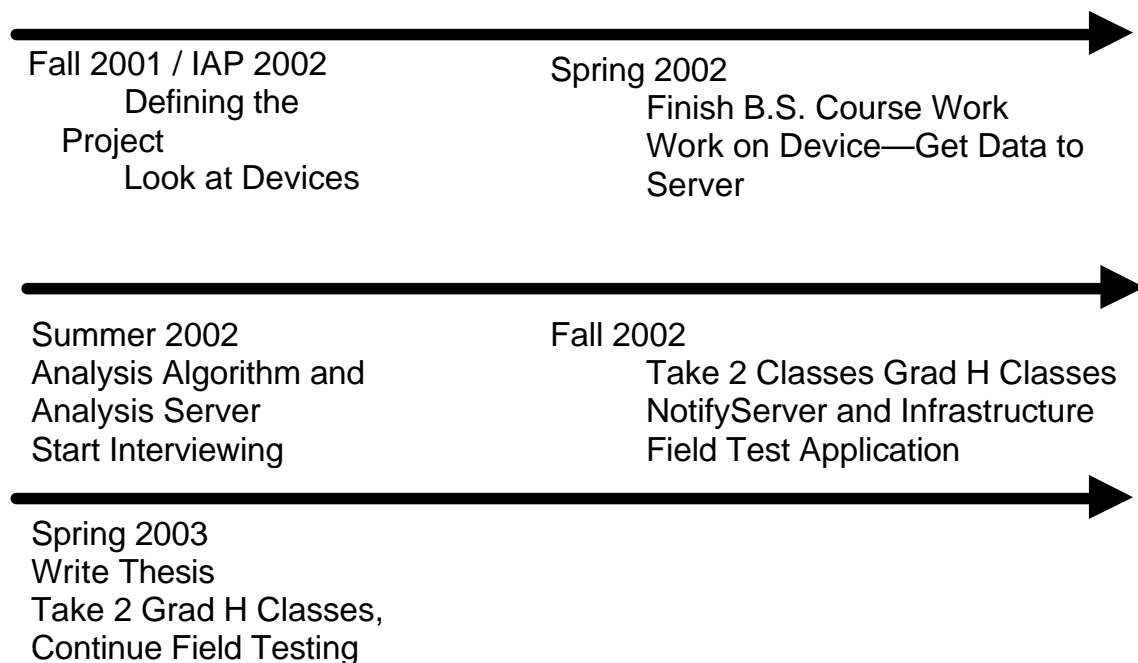 Fall 2001 / IAP 2002
Defining the
Project
Look at Devices
Spring 2002
Finish B.S. Course Work
Work on Device—Get Data to
Server
Summer 2002
Analysis Algorithm and
Analysis Server
Start Interviewing
Fall 2002
Take 2 Classes Grad H Classes
NotifyServer and Infrastructure
Field Test Application
Spring 2003
Write Thesis
Take 2 Grad H Classes,
Continue Field Testing